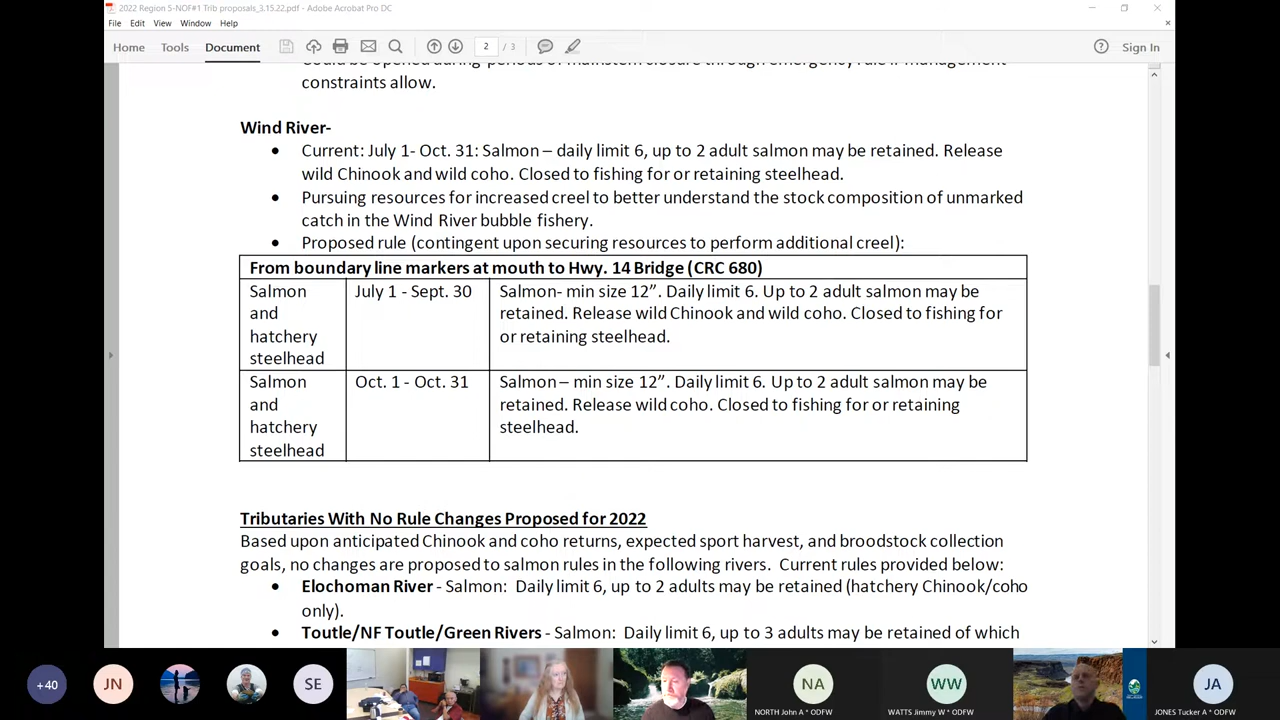 2022 Region 5-NOF#1 Trib proposals_3.15.22.pdf - Adobe Acrobat Pro DC
File Edit View Window Help
Home Tools Document 2 / 3 Sign In
Could be opened during periods of mainstem closure through emergency rule if management
constraints allow.
Wind River-
• Current: July 1- Oct. 31: Salmon – daily limit 6, up to 2 adult salmon may be retained. Release
wild Chinook and wild coho. Closed to fishing for or retaining steelhead.
• Pursuing resources for increased creel to better understand the stock composition of unmarked
catch in the Wind River bubble fishery.
• Proposed rule (contingent upon securing resources to perform additional creel):
From boundary line markers at mouth to Hwy. 14 Bridge (CRC 680)
Salmon July 1 - Sept. 30 Salmon- min size 12”. Daily limit 6. Up to 2 adult salmon may be
and retained. Release wild Chinook and wild coho. Closed to fishing for
hatchery or retaining steelhead.
steelhead
Salmon Oct. 1 - Oct. 31 Salmon – min size 12”. Daily limit 6. Up to 2 adult salmon may be
and retained. Release wild coho. Closed to fishing for or retaining
hatchery steelhead.
steelhead
Tributaries With No Rule Changes Proposed for 2022
Based upon anticipated Chinook and coho returns, expected sport harvest, and broodstock collection
goals, no changes are proposed to salmon rules in the following rivers. Current rules provided below:
• Elochoman River - Salmon: Daily limit 6, up to 2 adults may be retained (hatchery Chinook/coho
only).
• Toutle/NF Toutle/Green Rivers - Salmon: Daily limit 6, up to 3 adults may be retained of which
+40 JN SE NA WW JA
NORTH John A * ODFW WATTS Jimmy W * ODFW JONES Tucker A * ODFW